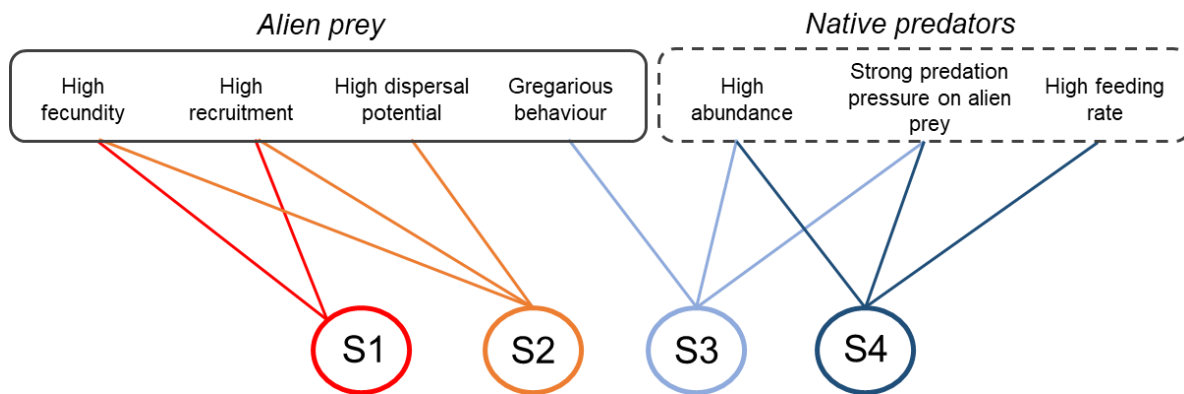 Alien prey
Native predators
High
fecundity
High
recruitment
High dispersal
potential
Gregarious
behaviour
High
abundance
Strong predation
pressure on alien
prey
High feeding
rate
S1
S2
S3
S4